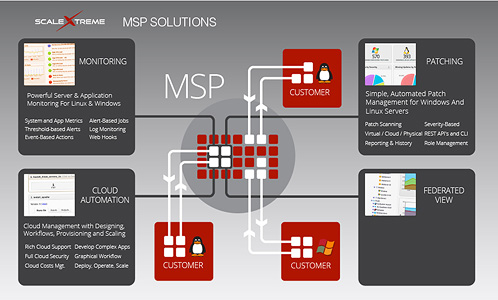 SCALEXTREME MSP SOLUTIONS
MONITORING
Powerful Server & Application
Monitoring For Linux & Windows
System and App Metrics Alert-Based Jobs
Threshold-based Alerts Log Monitoring
Event-Based Actions Web Hooks
MSP
CUSTOMER
PATCHING
570
393
Simple, Automated Patch
Management for Windows And
Linux Servers
Patch Scanning Severity-Based
Virtual / Cloud / Physical REST API's and CLI
Reporting & History Role Management
CLOUD
AUTOMATION
Cloud Management with Designing,
Workflows, Provisioning and Scaling
Rich Cloud Support Develop Complex Apps
Full Cloud Security Graphical Workflow
Cloud Costs Mgt. Deploy, Operate, Scale
CUSTOMER
CUSTOMER
FEDERATED
VIEW